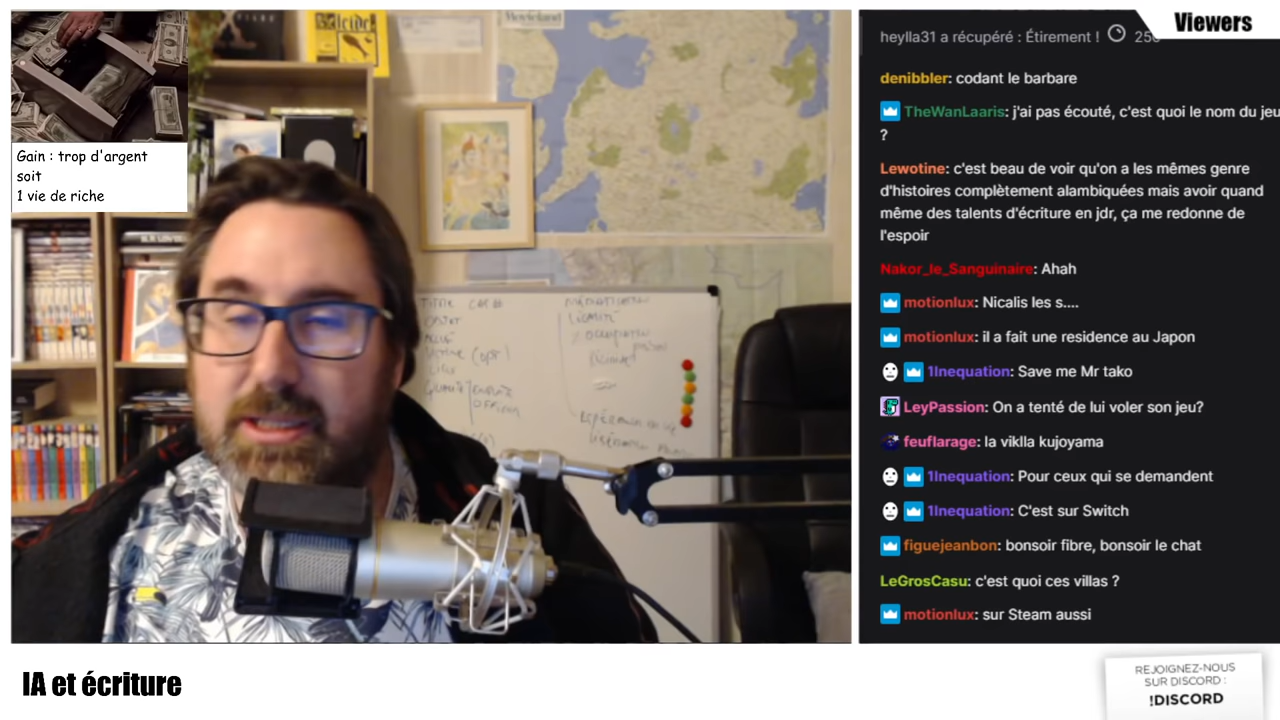 Gain : trop d'argent
soit
1 vie de riche
Movieland
TITRE
OBJET
LIEU
Viewers
heylla31 a récupéré : Étirement !
denibbler: codant le barbare
TheWanLaaris: j'ai pas écouté, c'est quoi le nom du jeu
?
Lewotine: c'est beau de voir qu'on a les mêmes genre
d'histoires complètement alambiquées mais avoir quand
même des talents d'écriture en jdr, ça me redonne de
l'espoir
Nakor_le_Sanguinaire: Ahah
motionlux: Nicalis les s....
motionlux: il a fait une residence au Japon
1Inequation: Save me Mr tako
LeyPassion: On a tenté de lui voler son jeu?
feuflarage: la viklla kujoyama
1Inequation: Pour ceux qui se demandent
1Inequation: C'est sur Switch
figuejeanbon: bonsoir fibre, bonsoir le chat
LeGrosCasu: c'est quoi ces villas ?
motionlux: sur Steam aussi
IA et écriture
REJOIGNEZ-NOUS
SUR DISCORD :
!DISCORD